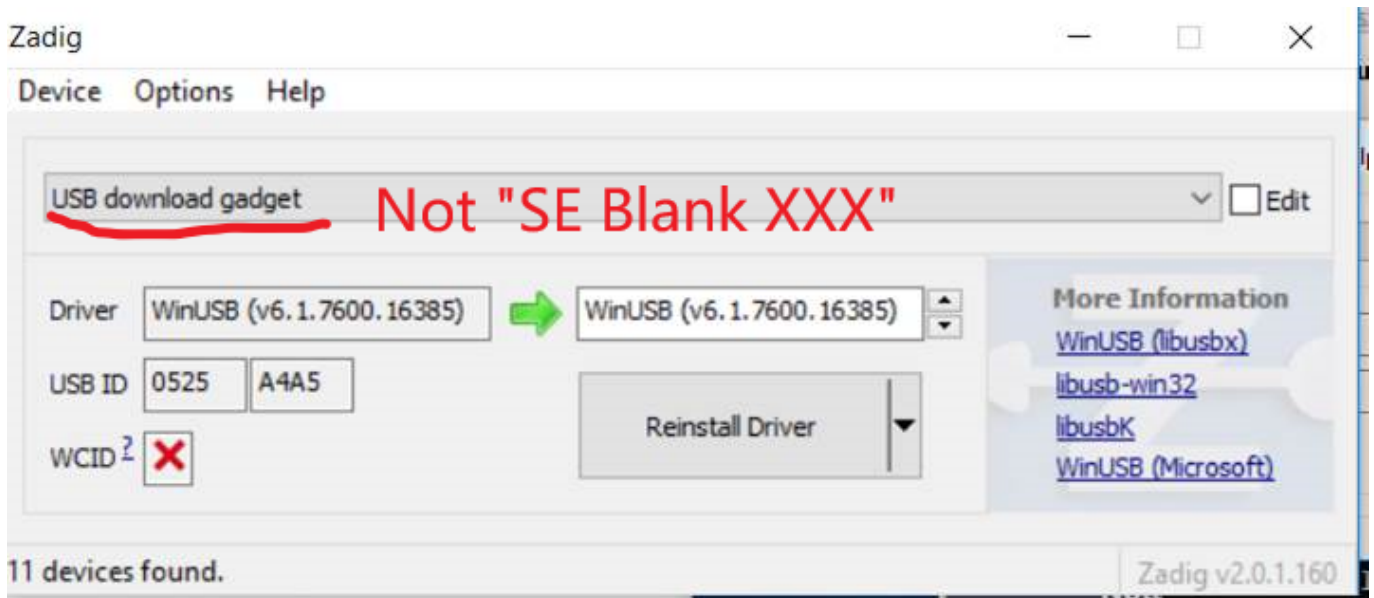 Zadig
Device Options Help
USB download gadget Not "SE Blank XXX" Edit
Driver WinUSB (v6.1.7600.16385) WinUSB (v6.1.7600.16385)
More Information
WinUSB (libusbx)
USB ID 0525 A4A5
libusb-win32
Reinstall Driver
libusbK
WCID ?
WinUSB (Microsoft)
11 devices found. Zadig v2.0.1.160